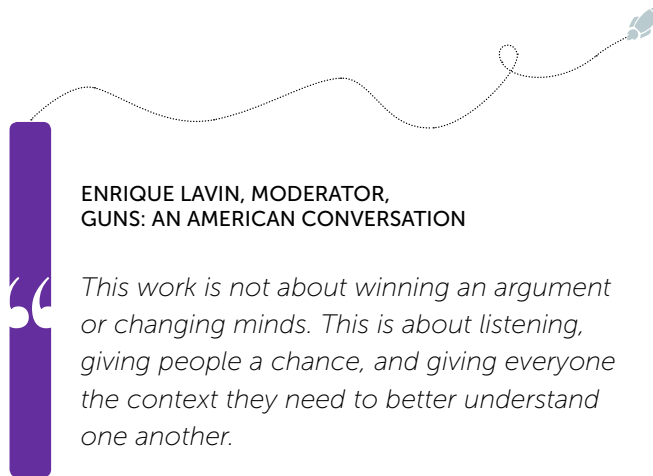 ENRIQUE LAVIN, MODERATOR,
GUNS: AN AMERICAN CONVERSATION
“
This work is not about winning an argument
or changing minds. This is about listening,
giving people a chance, and giving everyone
the context they need to better understand
one another.